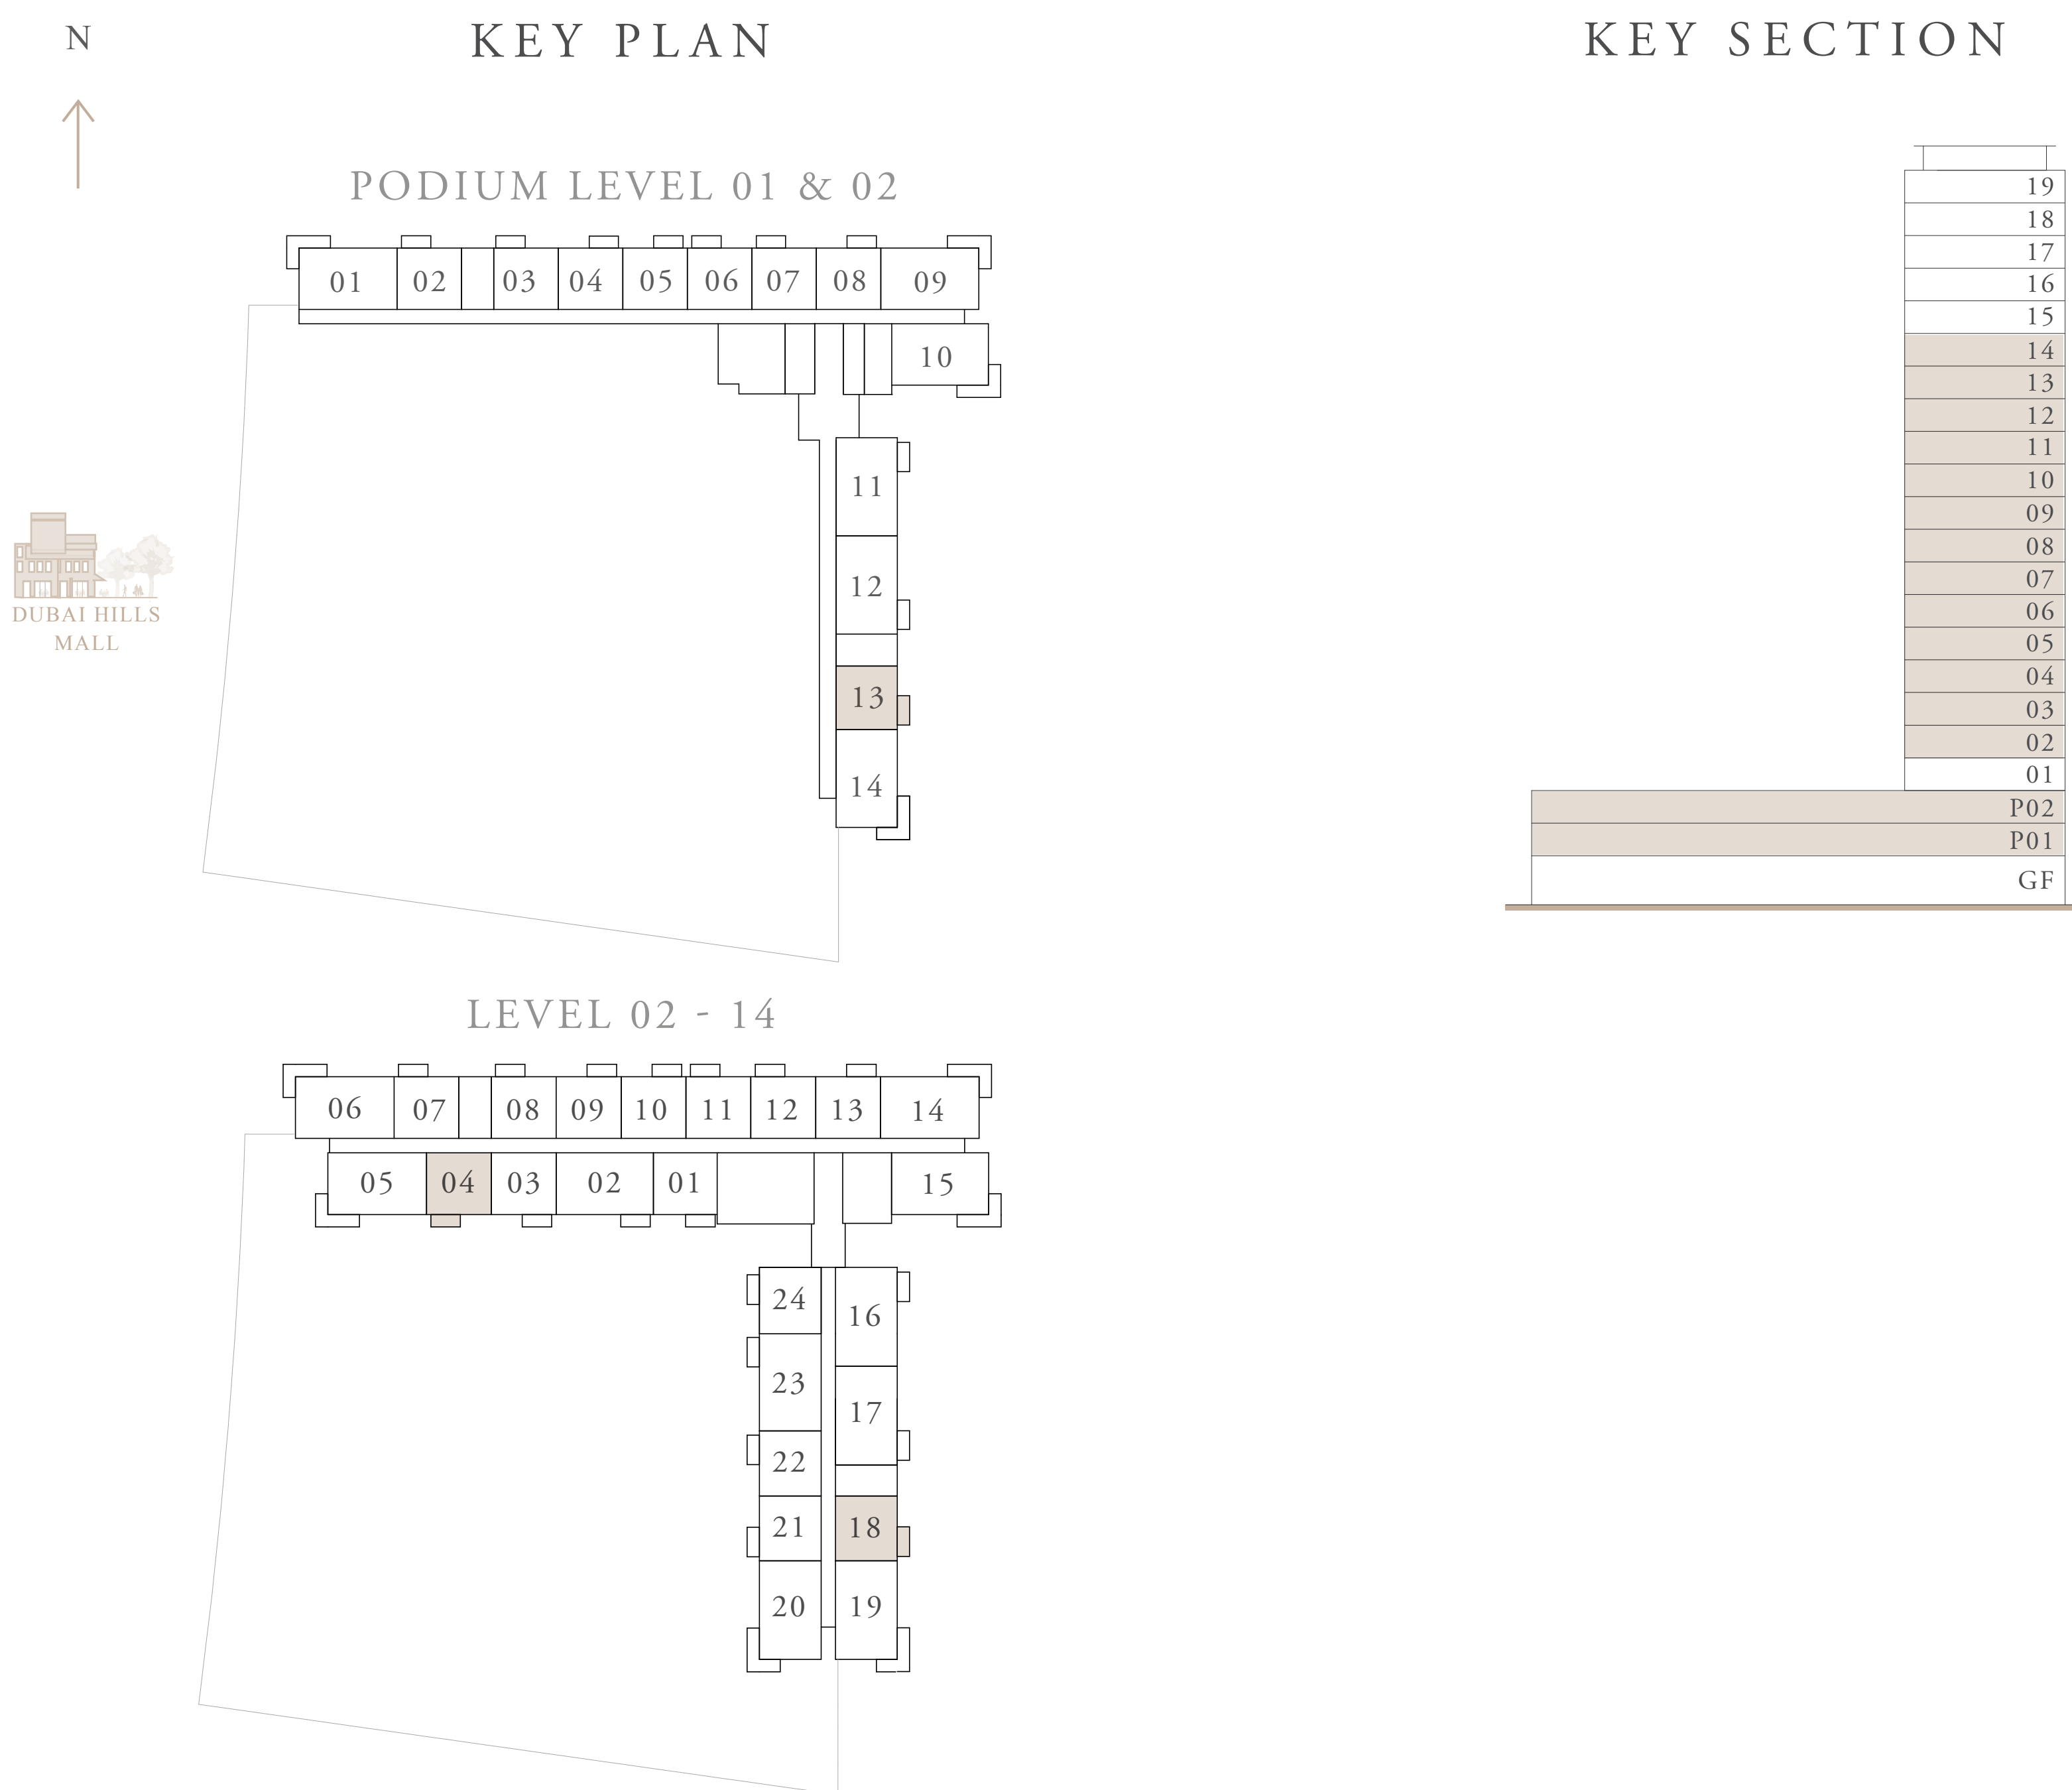 N
KEY PLAN
KEY SECTION
PODIUM LEVEL 01 & 02
01 02 03 04 05 06 07 08 09
10
11
12
13
14
DUBAI HILLS
MALL
LEVEL 02 - 14
06 07 08 09 10 11 12 13 14
05 04 03 02 01 15
24 16
23 17
22
21 18
20 19
19
18
17
16
15
14
13
12
11
10
09
08
07
06
05
04
03
02
01
P02
P01
GF